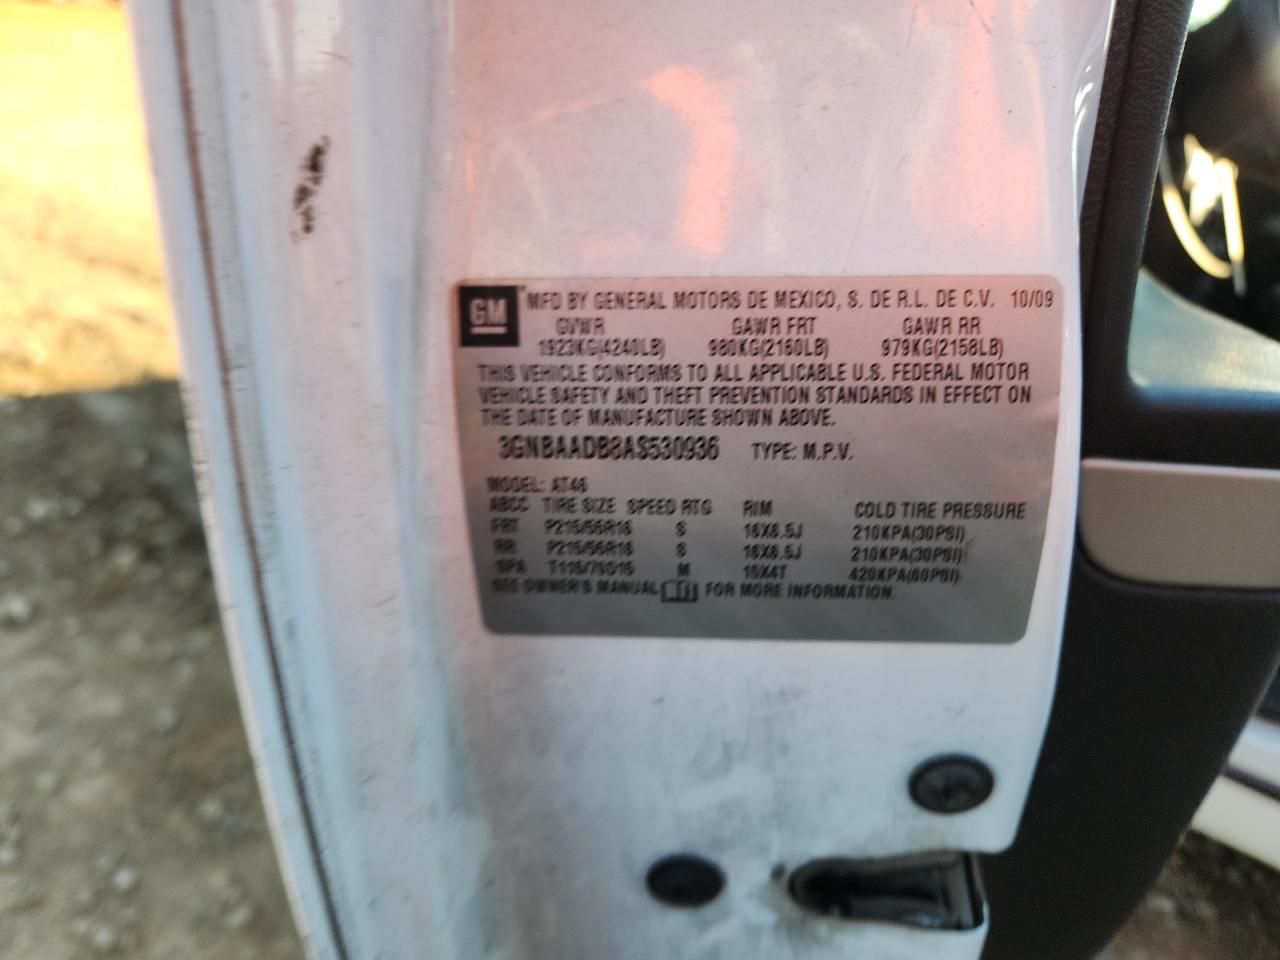 GM MFD BY GENERAL MOTORS DE MEXICO, S. DE R.L. DE C.V. 10/09
GVWR GAWR FRT GAWR RR
1923KG(4240LB) 980KG(2160LB) 979KG(2158LB)
THIS VEHICLE CONFORMS TO ALL APPLICABLE U.S. FEDERAL MOTOR
VEHICLE SAFETY AND THEFT PREVENTION STANDARDS IN EFFECT ON
THE DATE OF MANUFACTURE SHOWN ABOVE.
3GNBAADB8AS530936 TYPE: M.P.V.
MODEL: AT46
ABCC TIRE SIZE SPEED RTG RIM COLD TIRE PRESSURE
FRT P215/55R16 S 16X6.5J 210KPA(30PSI)
RR P215/55R16 S 16X6.5J 210KPA(30PSI)
SPA T115/70D15 M 15X4T 420KPA(60PSI)
SEE OWNER'S MANUAL FOR MORE INFORMATION.